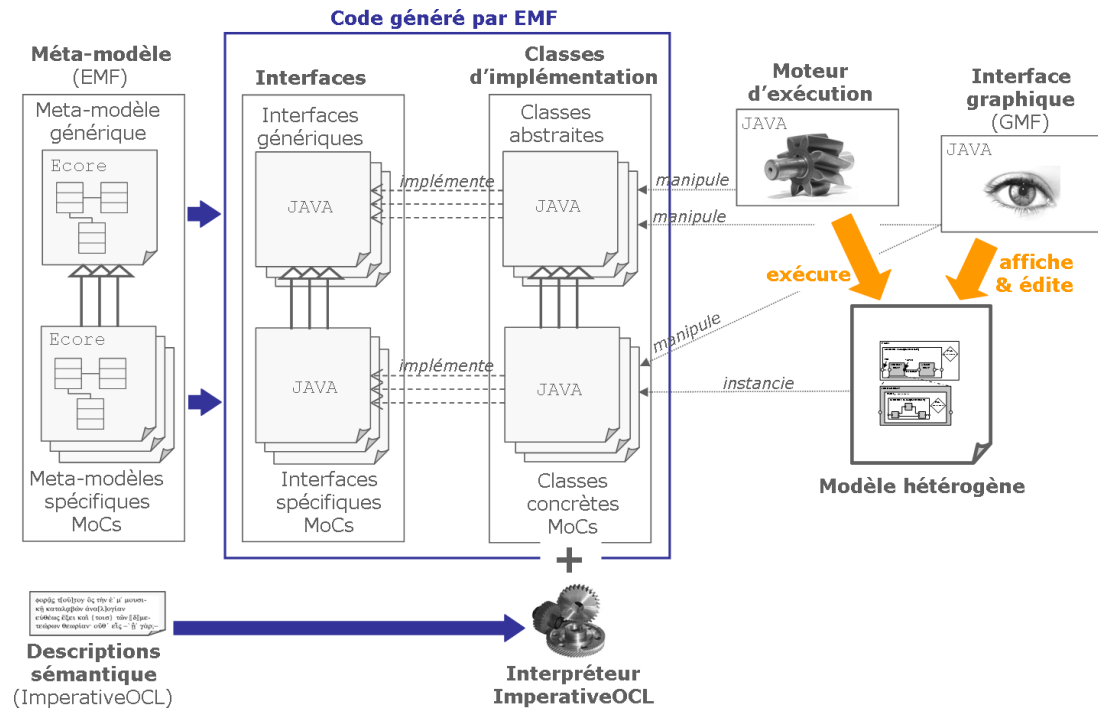 Code généré par EMF
Méta-modèle
(EMF)
Interfaces
Classes
d'implémentation
Moteur
d'exécution
Interface
graphique
(GMF)
Meta-modèle
générique
Ecore
Interfaces
génériques
JAVA
Classes
abstraites
JAVA
JAVA
JAVA
implémente
manipule
manipule
exécute
affiche
& édite
Ecore
Meta-modèles
spécifiques
MoCs
JAVA
Interfaces
spécifiques
MoCs
implémente
JAVA
Classes
concrètes
MoCs
manipule
instancie
Modèle hétérogène
+
Descriptions
sémantique
(ImperativeOCL)
Interpréteur
ImperativeOCL